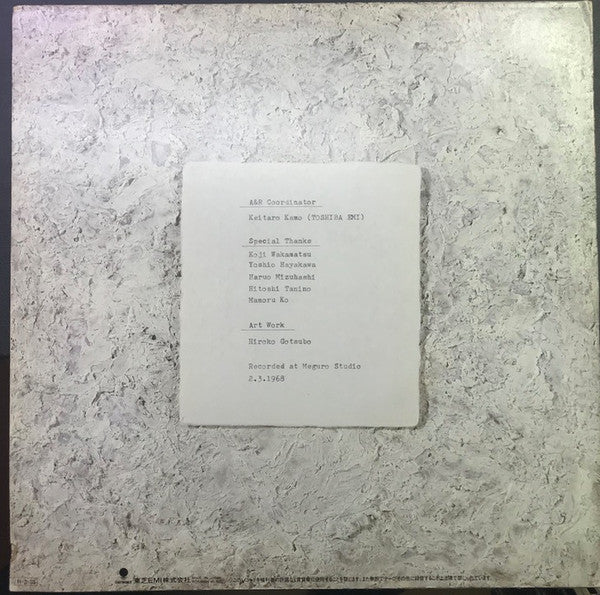 A&R Coordinator
Keitaro Kamo (TOSHIBA EMI)
Special Thanks
Koji Wakamatsu
Yoshio Hayakawa
Haruo Mizuhashi
Hitoshi Tanino
Mamoru Ko
Art Work
Hiroko Gotsubo
Recorded at Meguro Studio
2.3.1968
東芝EMI株式会社